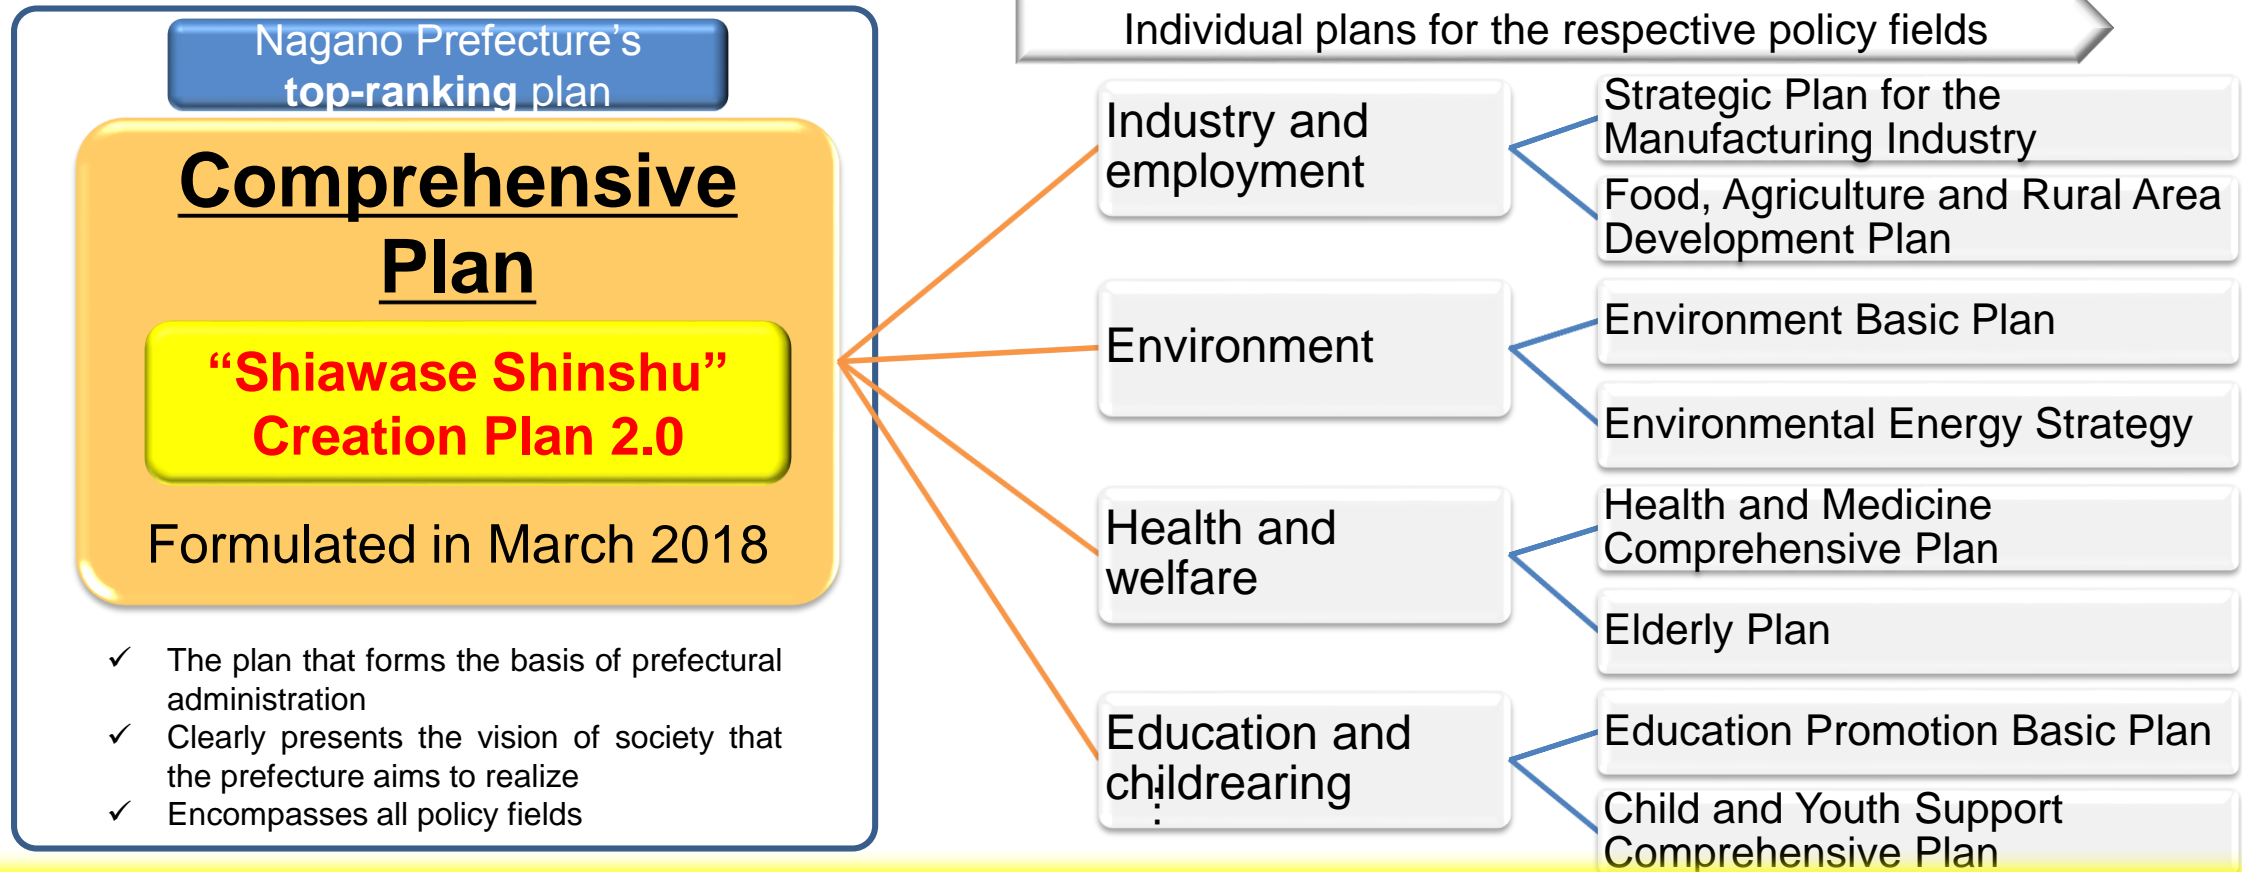 Nagano Prefecture’s
top-ranking plan
Comprehensive
Plan
“Shiawase Shinshu”
Creation Plan 2.0
Formulated in March 2018
✓ The plan that forms the basis of prefectural
administration
✓ Clearly presents the vision of society that
the prefecture aims to realize
✓ Encompasses all policy fields
Individual plans for the respective policy fields
Industry and
employment
Strategic Plan for the
Manufacturing Industry
Food, Agriculture and Rural Area
Development Plan
Environment
Environment Basic Plan
Environmental Energy Strategy
Health and
welfare
Health and Medicine
Comprehensive Plan
Elderly Plan
Education and
childrearing
Education Promotion Basic Plan
Child and Youth Support
Comprehensive Plan